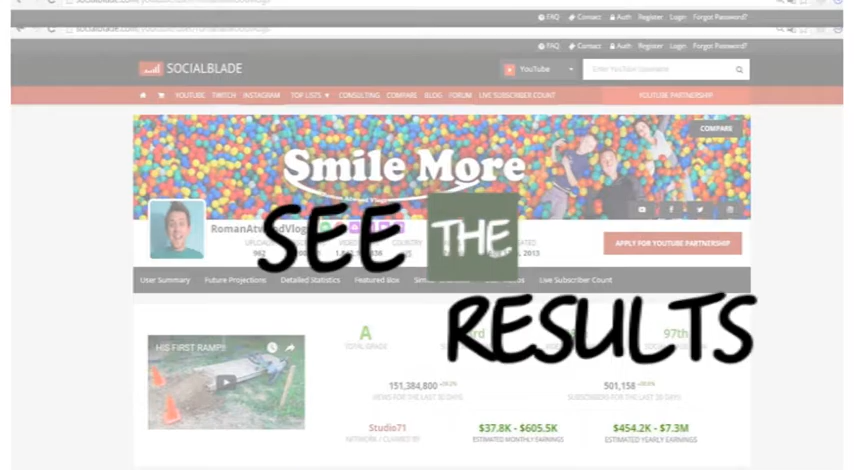 FAQ Contact Auth Register Login Forgot Password?
FAQ Contact Auth Register Login Forgot Password?
SOCIALBLADE
YouTube
Enter YouTube Username
YOUTUBE TWITCH INSTAGRAM TOP LISTS CONSULTING COMPARE BLOG FORUM LIVE SUBSCRIBER COUNT
YOUTUBE PARTNERSHIP
COMPARE
Smile More
RomanAtwoodVlogs
SEE THE
RESULTS
982
COUNTRY
2013
APPLY FOR YOUTUBE PARTNERSHIP
User Summary Future Projections Detailed Statistics Featured Box Live Subscriber Count
HIS FIRST RAMP!!
A
TOTAL GRADE
97th
151,384,800
VIEWS FOR THE LAST 30 DAYS
501,158
SUBSCRIBERS FOR THE LAST 30 DAYS
Studio71
$37.8K - $605.5K
ESTIMATED MONTHLY EARNINGS
$454.2K - $7.3M
ESTIMATED YEARLY EARNINGS